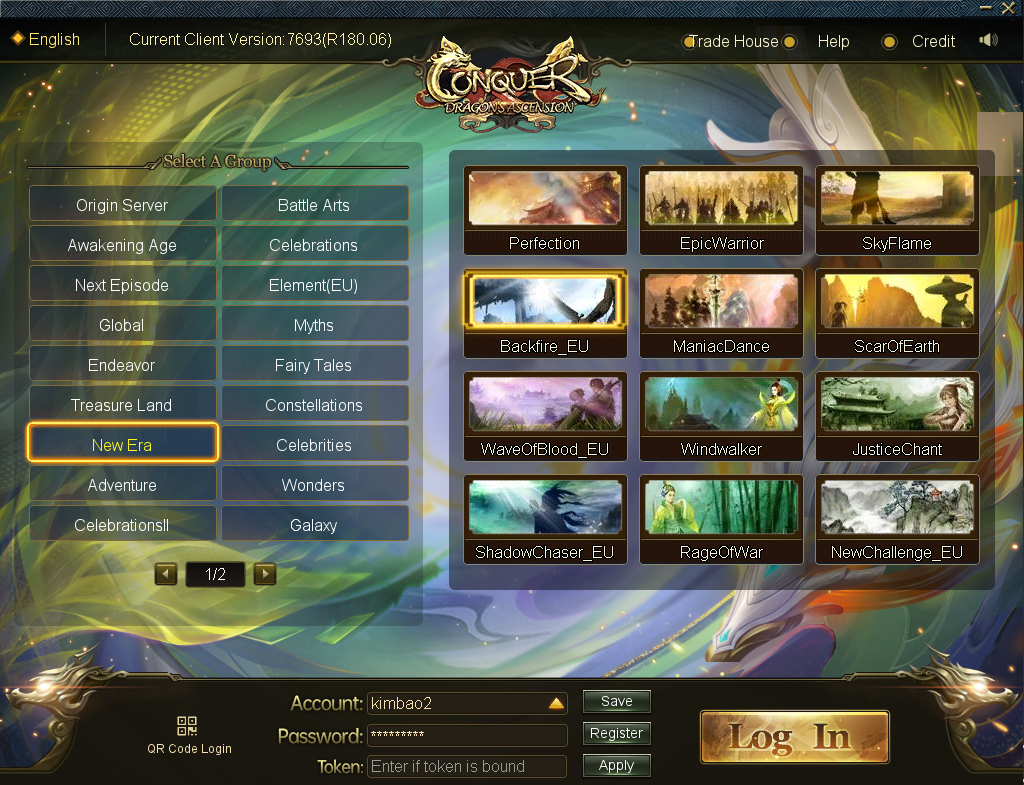 English
Current Client Version:7693(R180.06)
Trade House
Help
Credit
CONQUER
DRAGON'S ASCENSION
Select A Group
Origin Server
Battle Arts
Awakening Age
Celebrations
Next Episode
Element(EU)
Global
Myths
Endeavor
Fairy Tales
Treasure Land
Constellations
New Era
Celebrities
Adventure
Wonders
CelebrationsII
Galaxy
1/2
Perfection
EpicWarrior
SkyFlame
Backfire_EU
ManiacDance
ScarOfEarth
WaveOfBlood_EU
Windwalker
JusticeChant
ShadowChaser_EU
RageOfWar
NewChallenge_EU
QR Code Login
Account: kimbao2
Save
Password: *********
Register
Token: Enter if token is bound
Apply
Log In